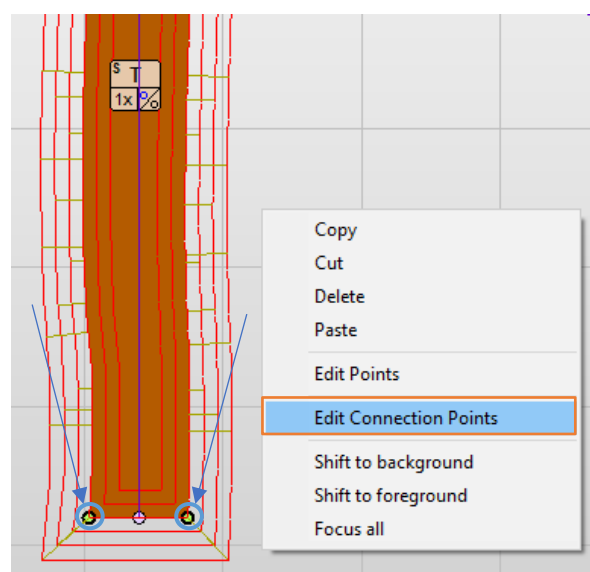 S T
1x %
Copy
Cut
Delete
Paste
Edit Points
Edit Connection Points
Shift to background
Shift to foreground
Focus all